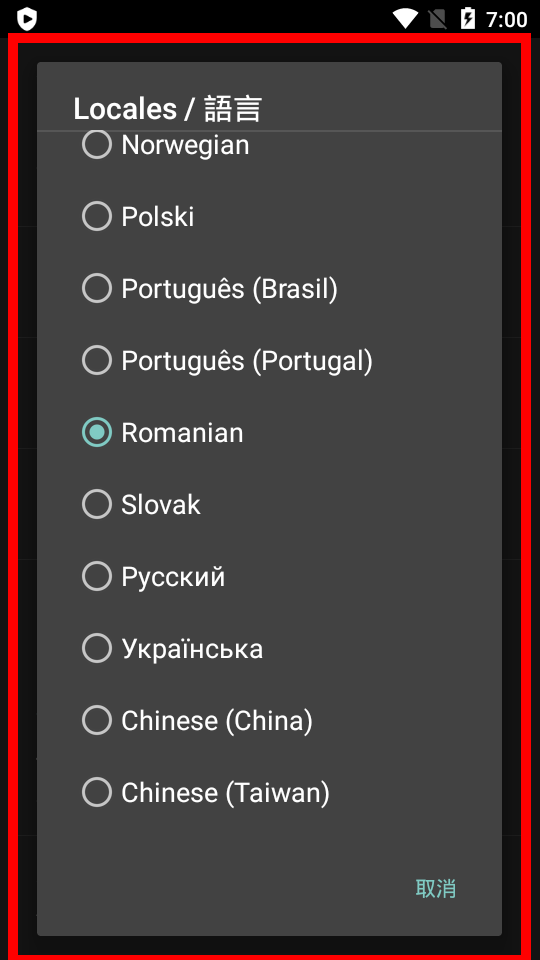 7:00
Locales / 語言
Norwegian
Polski
Português (Brasil)
Português (Portugal)
Romanian
Slovak
Русский
Українська
Chinese (China)
Chinese (Taiwan)
取消